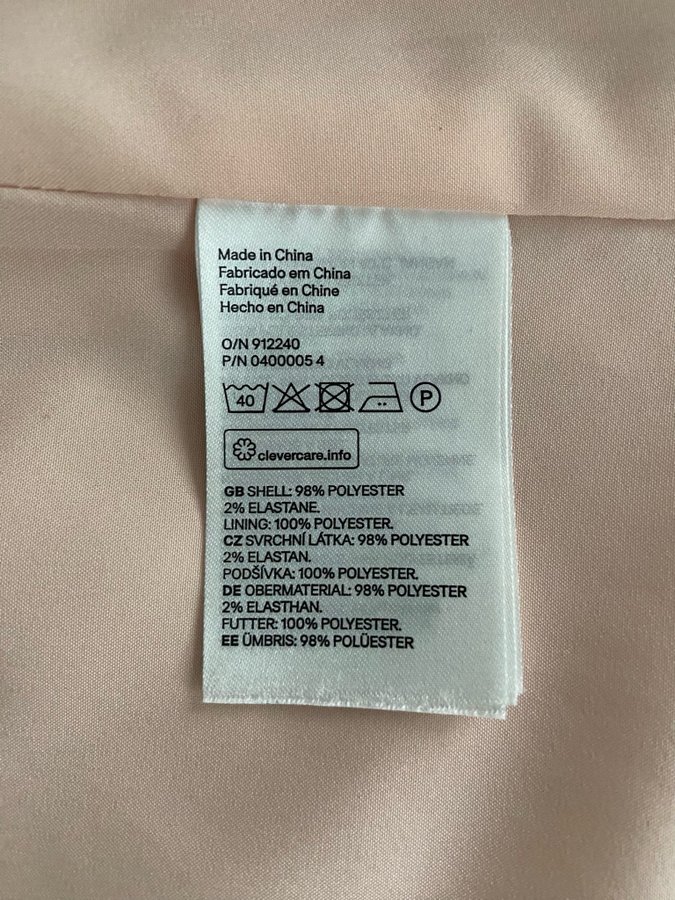 Made in China
Fabricado em China
Fabriqué en Chine
Hecho en China
O/N 912240
P/N 0400005 4
40 P
clevercare.info
GB SHELL: 98% POLYESTER
2% ELASTANE.
LINING: 100% POLYESTER.
CZ SVRCHNÍ LÁTKA: 98% POLYESTER
2% ELASTAN.
PODŠÍVKA: 100% POLYESTER.
DE OBERMATERIAL: 98% POLYESTER
2% ELASTHAN.
FUTTER: 100% POLYESTER.
EE ÜMBRIS: 98% POLÜESTER